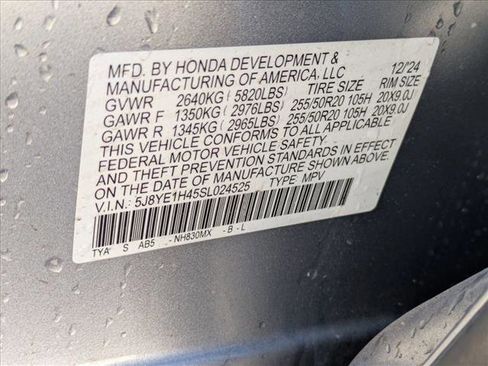 MFD. BY HONDA DEVELOPMENT & 12/24
MANUFACTURING OF AMERICA, LLC
GVWR 2640KG (5820LBS) TIRE SIZE RIM SIZE
GAWR F 1350KG (2976LBS) 255/50R20 105H 20X9.0J
GAWR R 1345KG (2965LBS) 255/50R20 105H 20X9.0J
THIS VEHICLE CONFORMS TO ALL APPLICABLE
FEDERAL MOTOR VEHICLE SAFETY
AND THEFT PREVENTION STANDARDS IN EFFECT
ON THE DATE OF MANUFACTURE SHOWN ABOVE.
V.I.N.: 5J8YE1H45SL024525 TYPE: MPV
TYA S AB5 - NH830MX - B - L